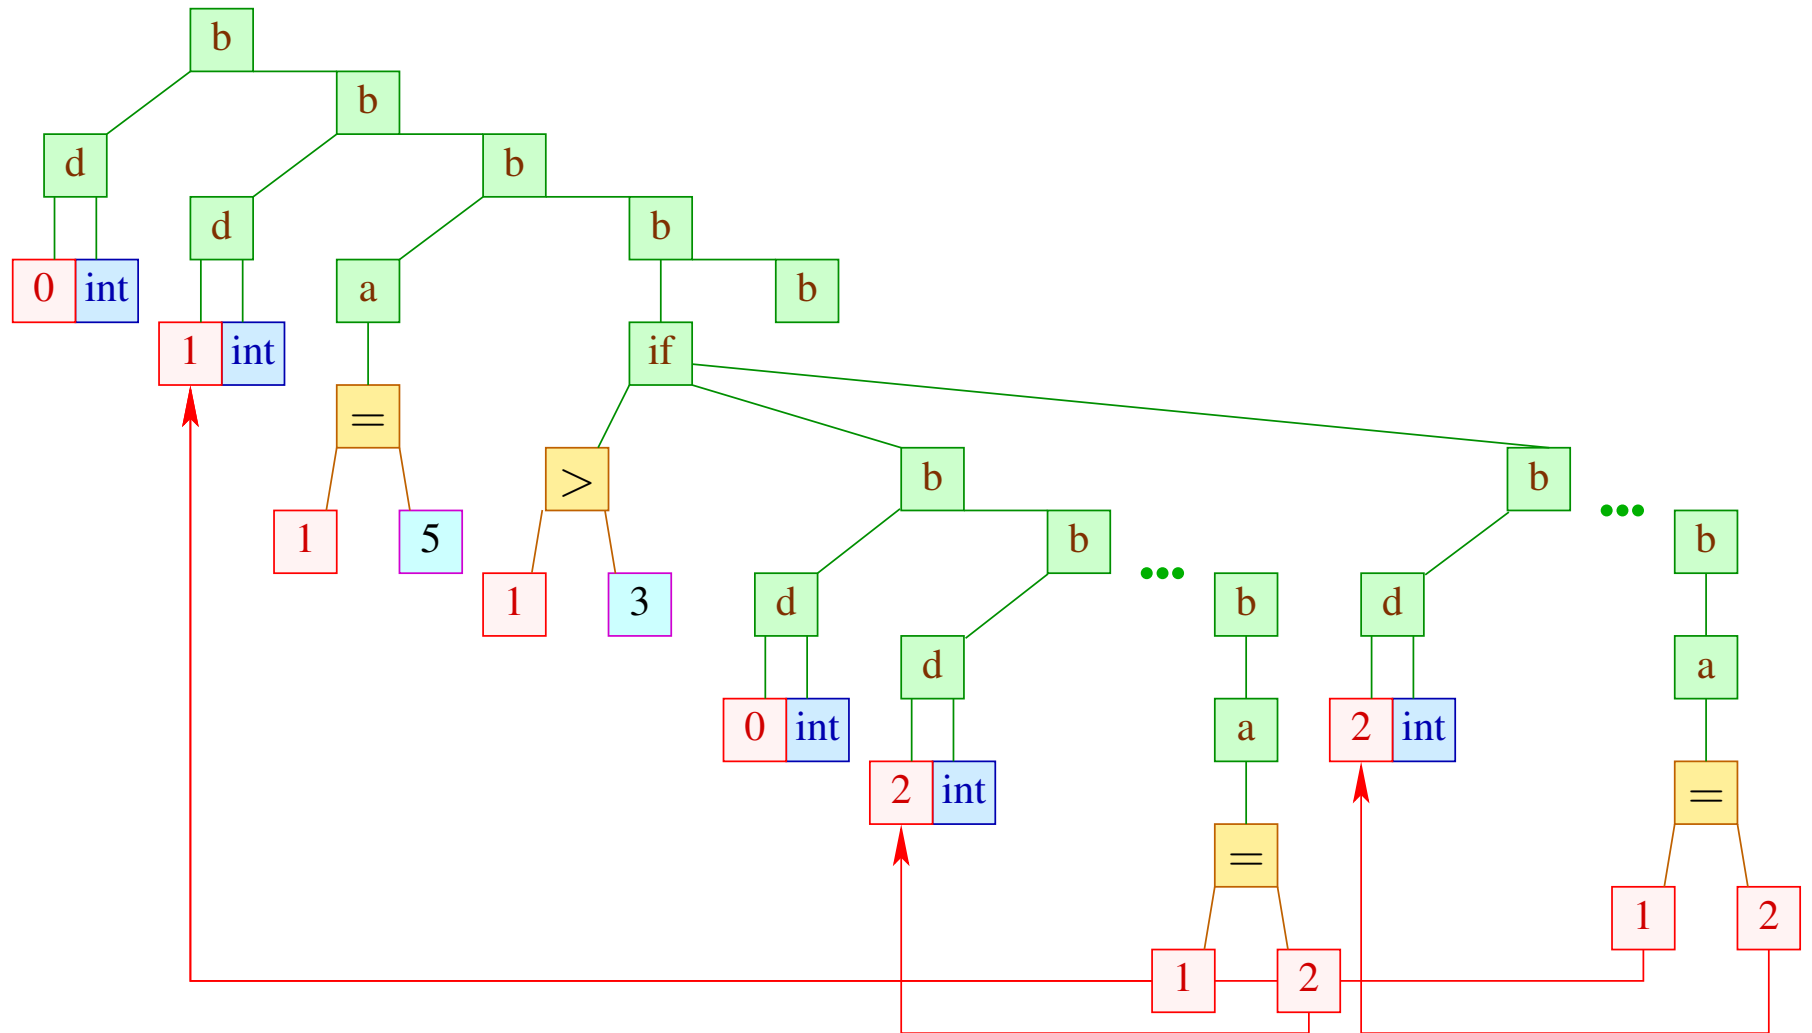 b
b
d b
d b
0 int a b
1 int if
=
> b b
1 5 b b
1 3 d b d
d a
0 int a 2 int
2 int =
=
1 2
1 2